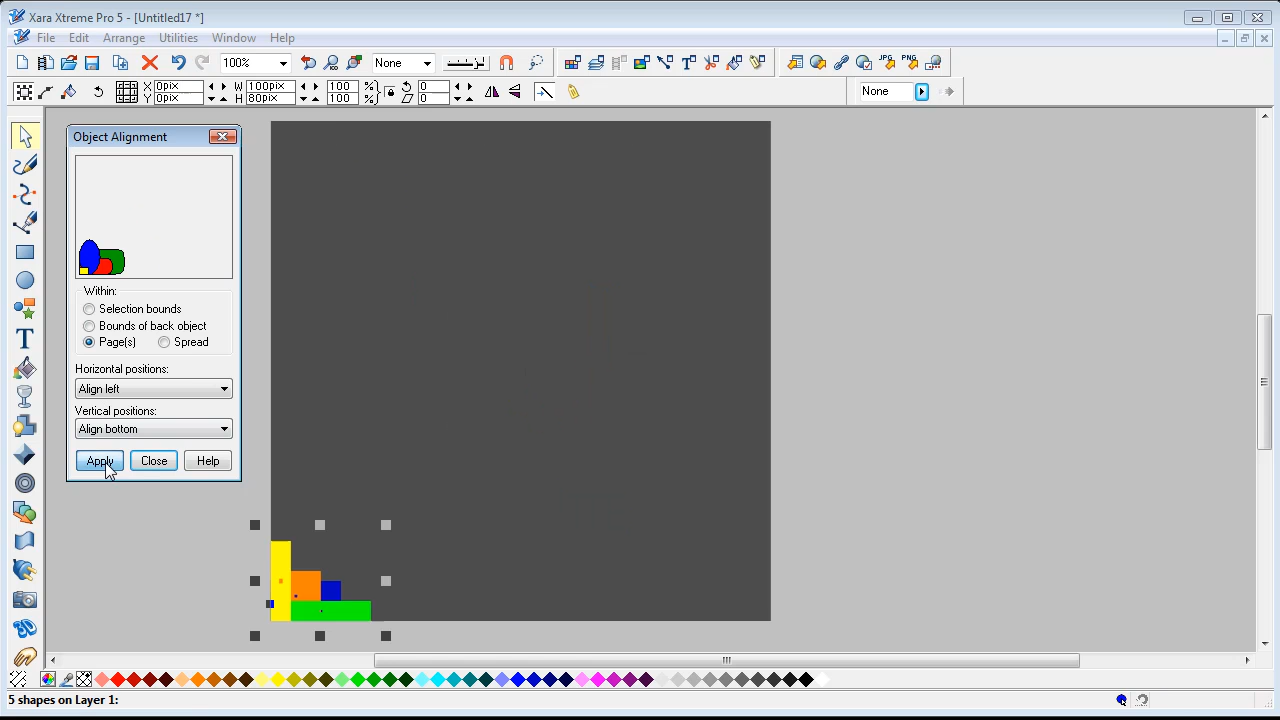 Xara Xtreme Pro 5 - [Untitled17 *]
File Edit Arrange Utilities Window Help
100% None
X 0pix W 100pix 100 % 0 None
Y 0pix H 80pix 100 % 0
Object Alignment
Within:
Selection bounds
Bounds of back object
Page(s) Spread
Horizontal positions:
Align left
Vertical positions:
Align bottom
Apply Close Help
5 shapes on Layer 1: